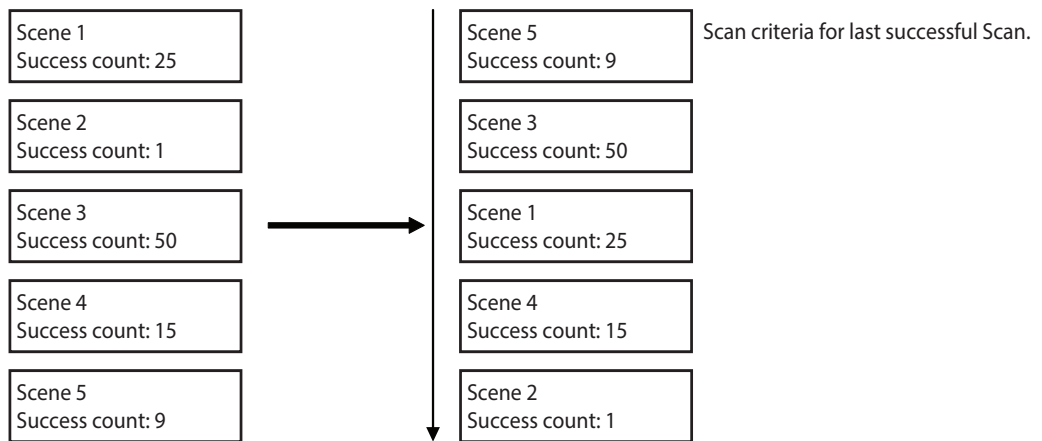 Scene 1
Success count: 25
Scene 2
Success count: 1
Scene 3
Success count: 50
Scene 4
Success count: 15
Scene 5
Success count: 9
Scene 5
Success count: 9
Scan criteria for last successful Scan.
Scene 3
Success count: 50
Scene 1
Success count: 25
Scene 4
Success count: 15
Scene 2
Success count: 1